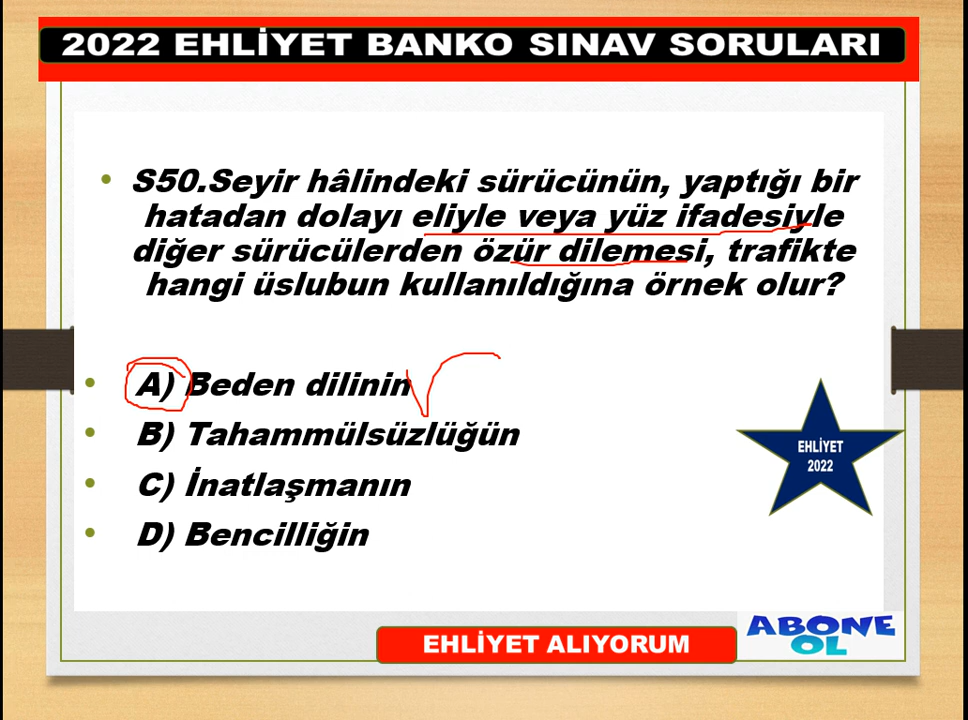 2022 EHLİYET BANKO SINAV SORULARI
• S50.Seyir hâlindeki sürücünün, yaptığı bir
hatadan dolayı eliyle veya yüz ifadesiyle
diğer sürücülerden özür dilemesi, trafikte
hangi üslubun kullanıldığına örnek olur?
• A) Beden dilinin
• B) Tahammülsüzlüğün
• C) İnatlaşmanın
• D) Bencilliğin
EHLİYET
2022
EHLİYET ALIYORUM
ABONE
OL